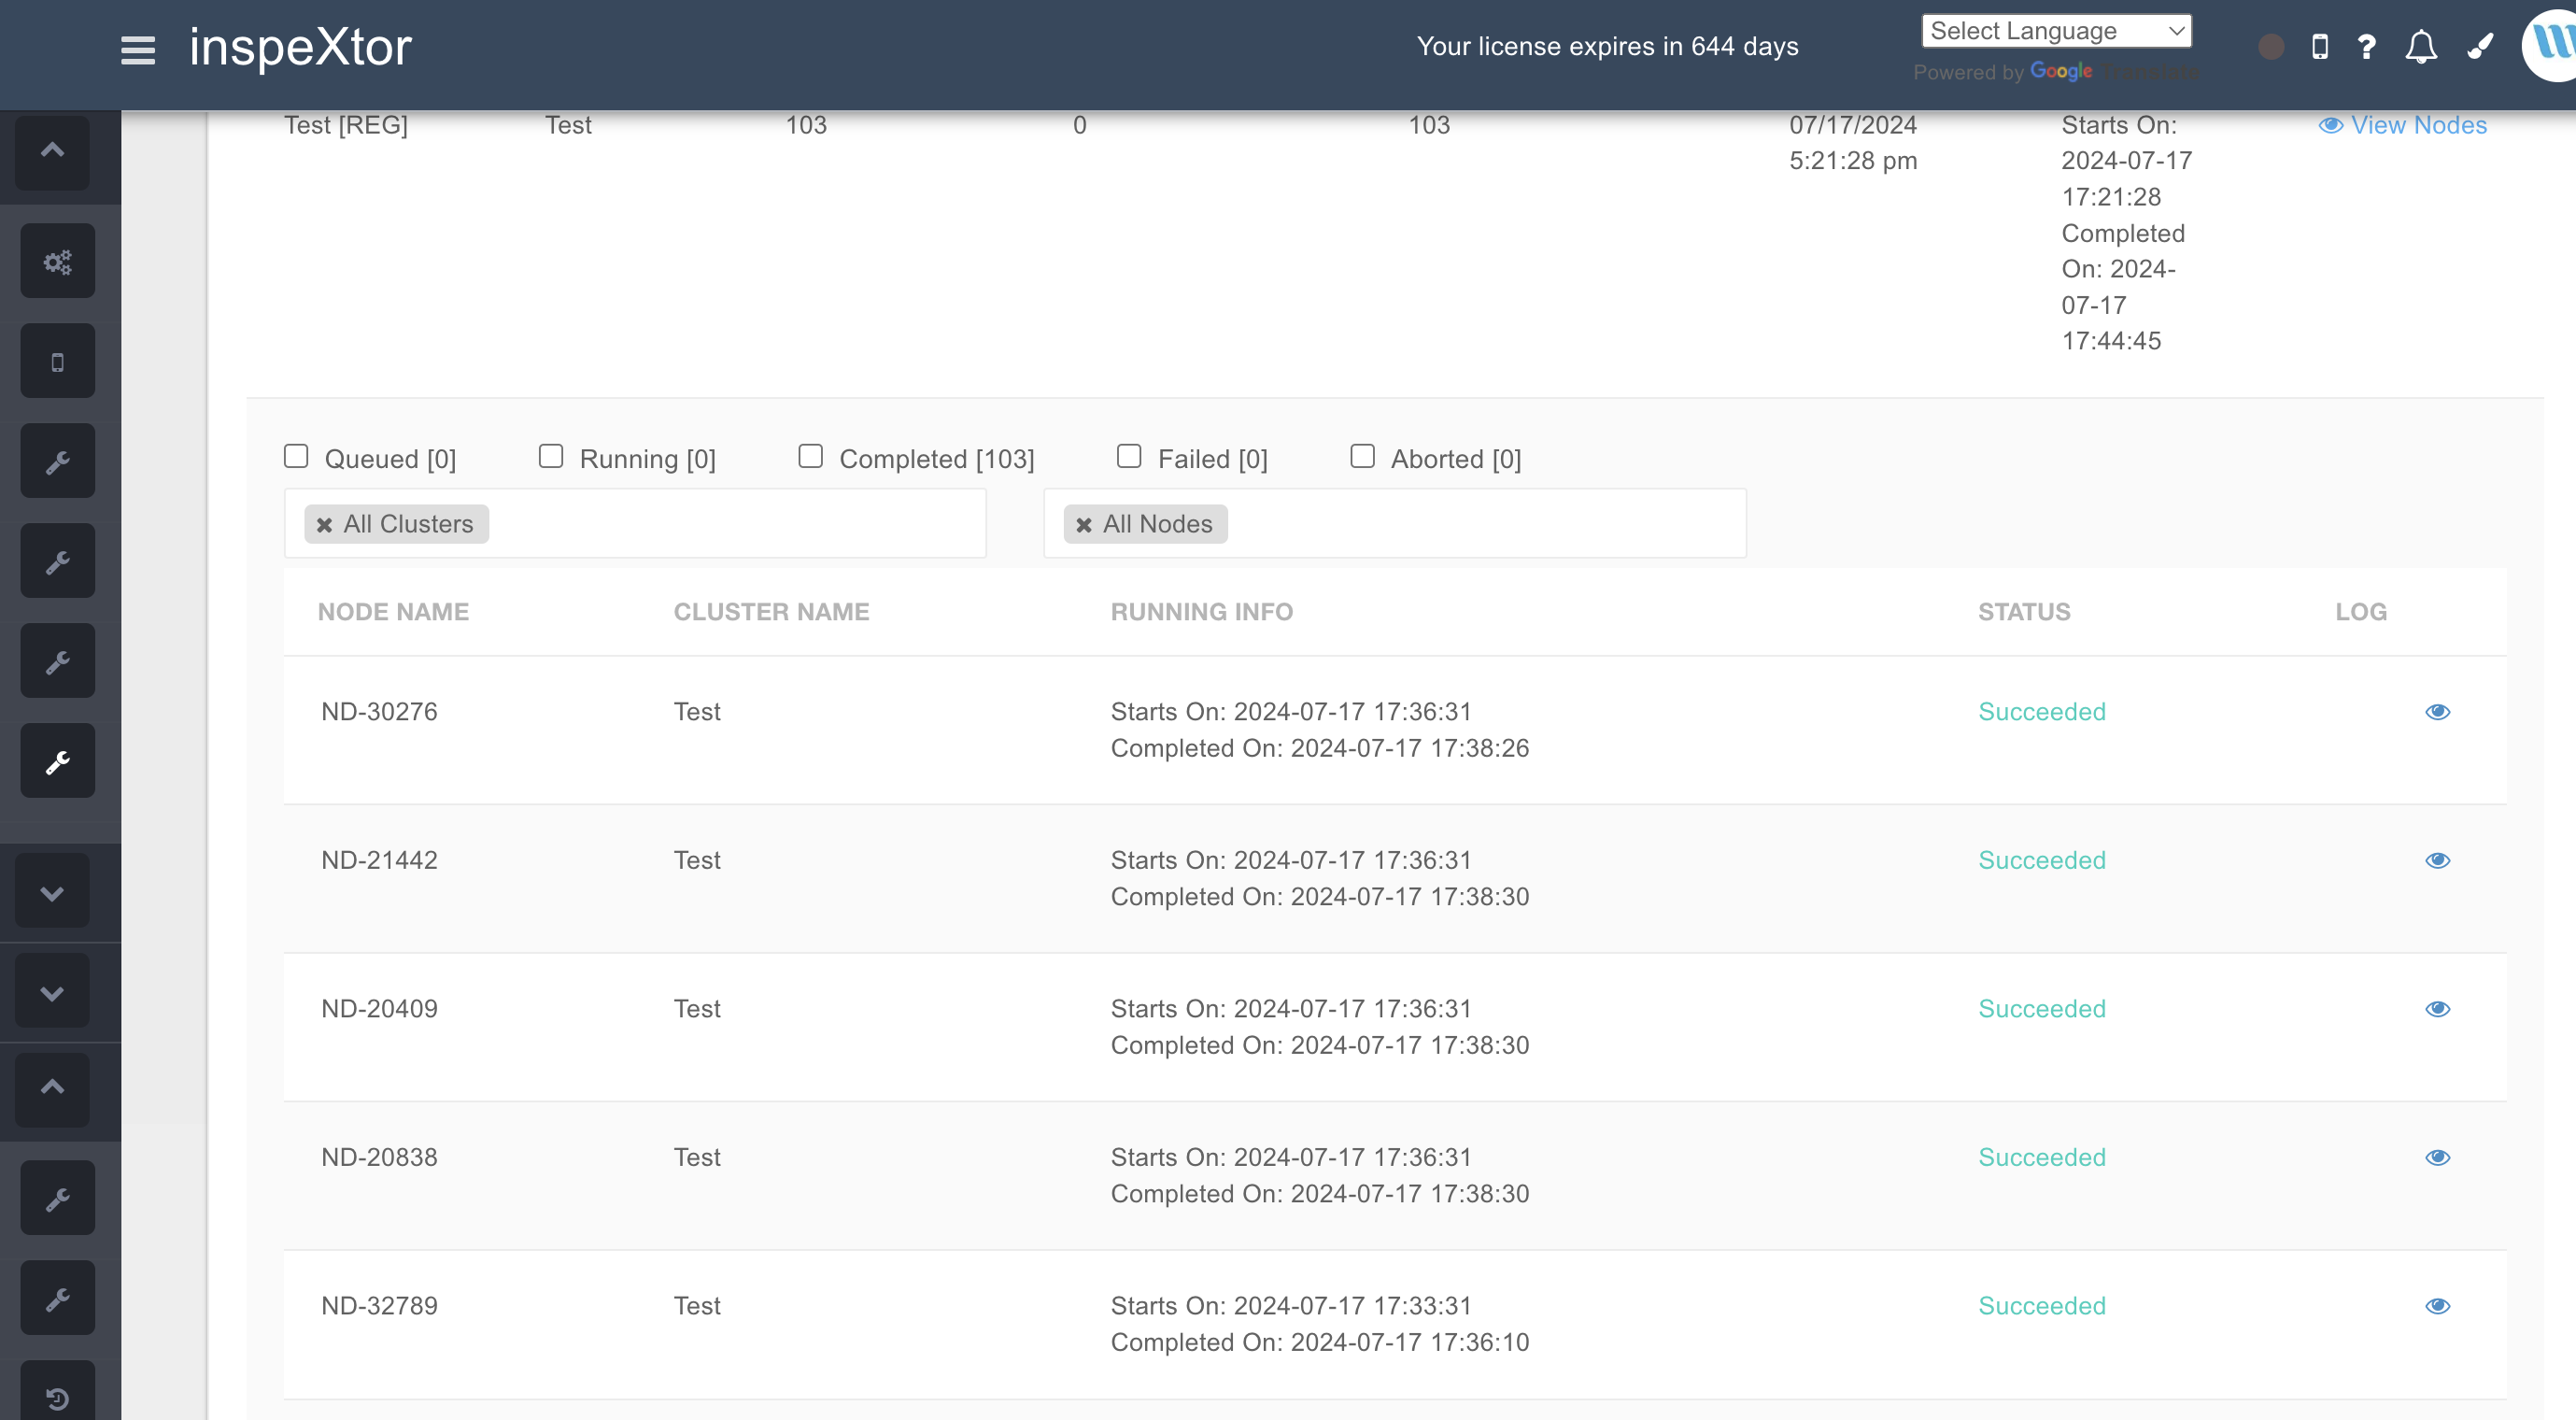 inspeXtor
Your license expires in 644 days
Select Language
Powered by Google Translate
Test [REG]
Test
103
0
103
07/17/2024
5:21:28 pm
Starts On:
2024-07-17
17:21:28
Completed
On: 2024-
07-17
17:44:45
View Nodes
Queued [0]
Running [0]
Completed [103]
Failed [0]
Aborted [0]
All Clusters
All Nodes
NODE NAME
CLUSTER NAME
RUNNING INFO
STATUS
LOG
ND-30276
Test
Starts On: 2024-07-17 17:36:31
Completed On: 2024-07-17 17:38:26
Succeeded
ND-21442
Test
Starts On: 2024-07-17 17:36:31
Completed On: 2024-07-17 17:38:30
Succeeded
ND-20409
Test
Starts On: 2024-07-17 17:36:31
Completed On: 2024-07-17 17:38:30
Succeeded
ND-20838
Test
Starts On: 2024-07-17 17:36:31
Completed On: 2024-07-17 17:38:30
Succeeded
ND-32789
Test
Starts On: 2024-07-17 17:33:31
Completed On: 2024-07-17 17:36:10
Succeeded